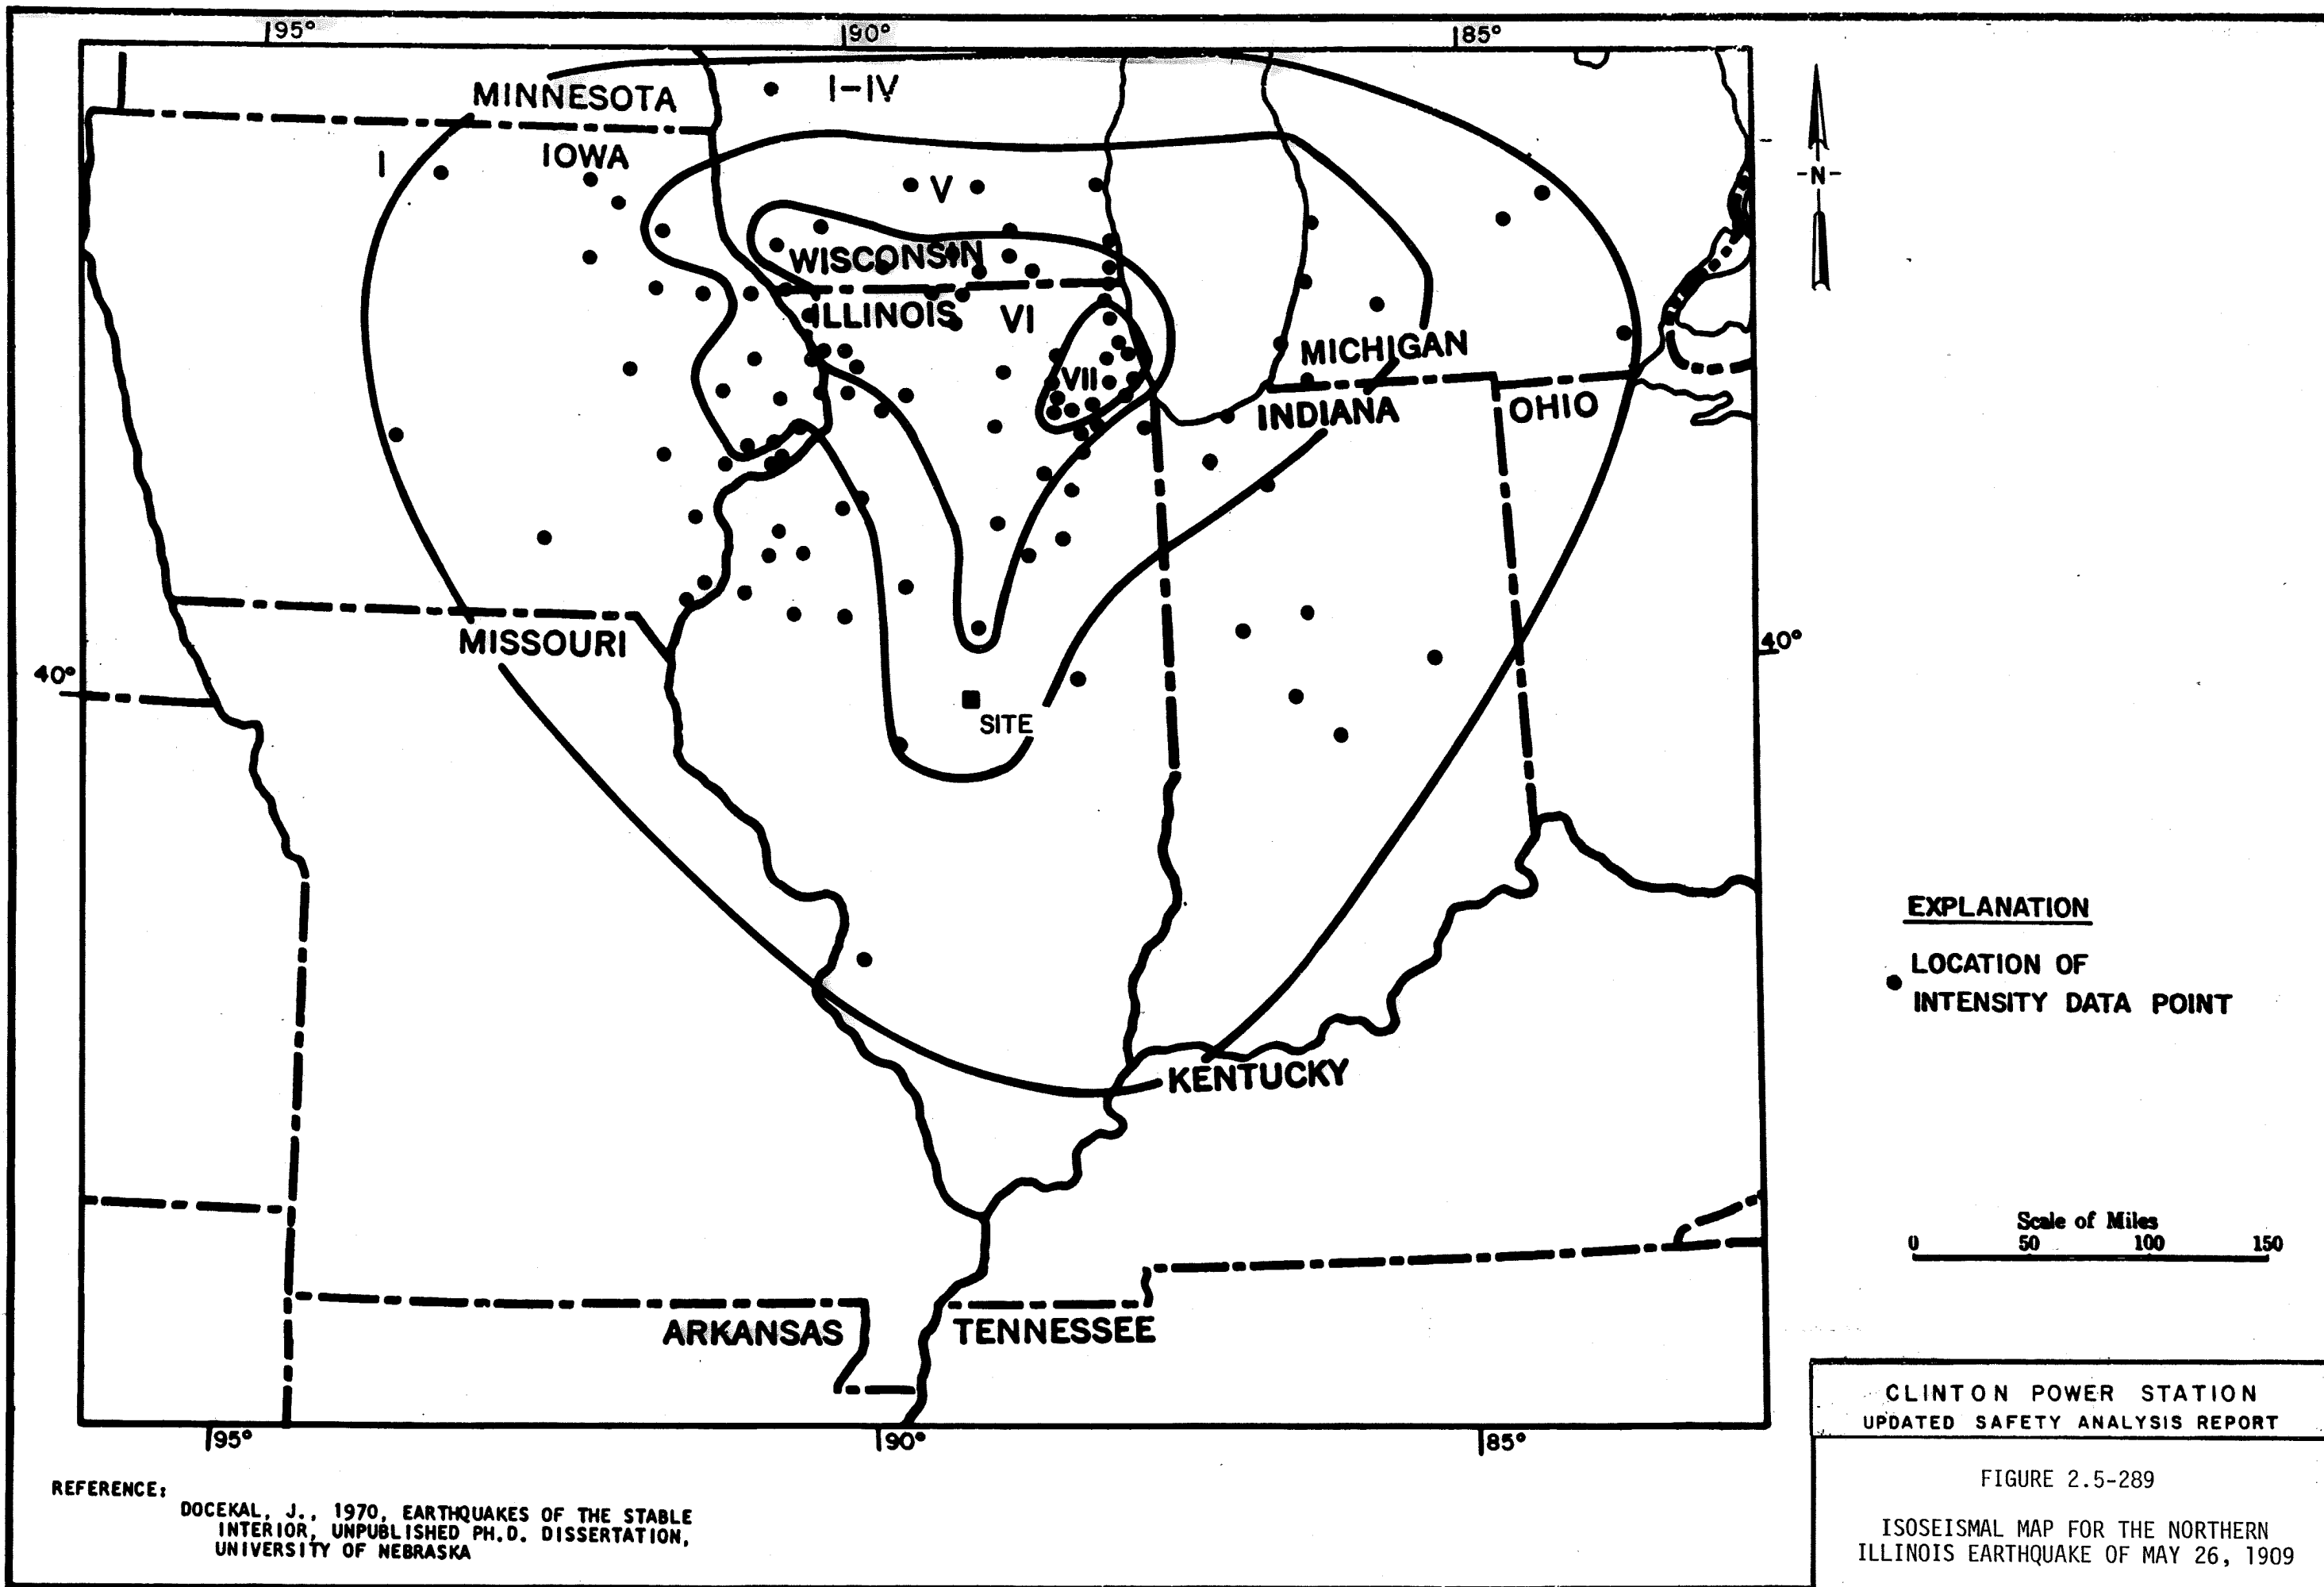 95°
90°
85°
MINNESOTA
I-IV
I
IOWA
V
-N-
WISCONSIN
ILLINOIS
VI
MICHIGAN
VII
INDIANA
OHIO
MISSOURI
40°
40°
SITE
EXPLANATION
LOCATION OF
INTENSITY DATA POINT
KENTUCKY
Scale of Miles
0 50 100 150
ARKANSAS
TENNESSEE
95°
90°
85°
CLINTON POWER STATION
UPDATED SAFETY ANALYSIS REPORT
FIGURE 2.5-289
ISOSEISMAL MAP FOR THE NORTHERN
ILLINOIS EARTHQUAKE OF MAY 26, 1909
REFERENCE:
DOCEKAL, J., 1970, EARTHQUAKES OF THE STABLE
INTERIOR, UNPUBLISHED PH.D. DISSERTATION,
UNIVERSITY OF NEBRASKA